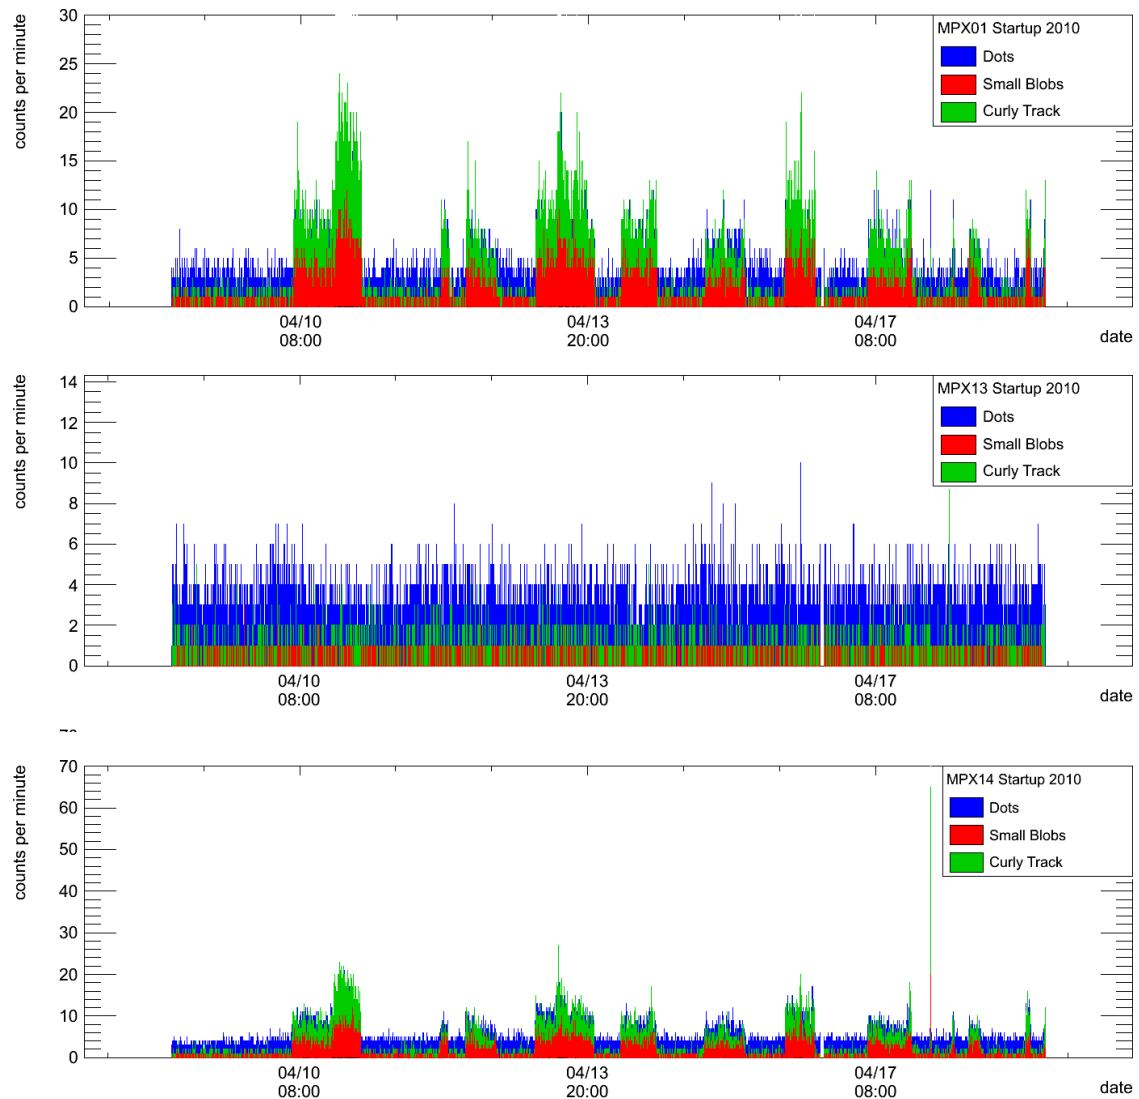 30
25
20
15
10
5
0
counts per minute
MPX01 Startup 2010
Dots
Small Blobs
Curly Track
04/10
08:00
04/13
20:00
04/17
08:00
date
14
12
10
8
6
4
2
0
counts per minute
MPX13 Startup 2010
Dots
Small Blobs
Curly Track
04/10
08:00
04/13
20:00
04/17
08:00
date
70
60
50
40
30
20
10
0
counts per minute
MPX14 Startup 2010
Dots
Small Blobs
Curly Track
04/10
08:00
04/13
20:00
04/17
08:00
date